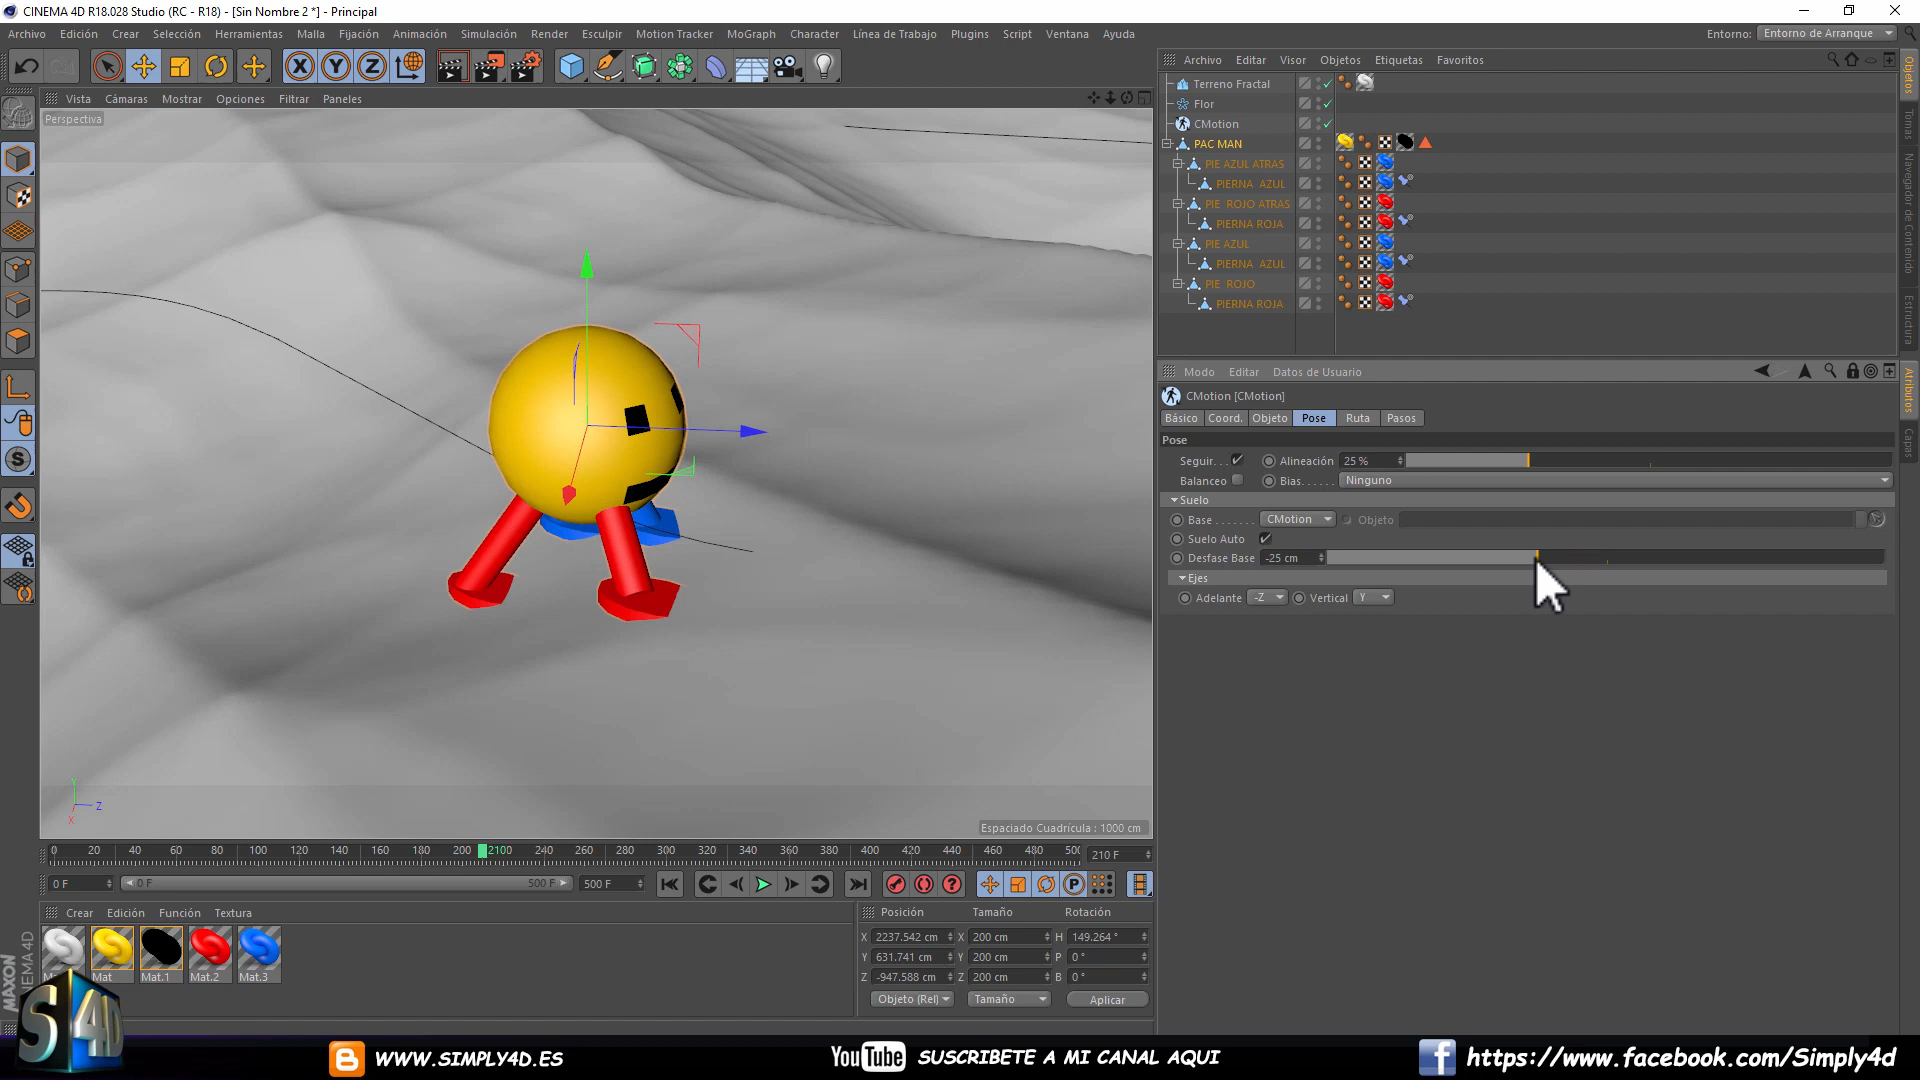 CINEMA 4D R18.028 Studio (RC - R18) - [Sin Nombre 2 *] - Principal
Archivo Edición Crear Selección Herramientas Malla Fijación Animación Simulación Render Esculpir Motion Tracker MoGraph Character Línea de Trabajo Plugins Script Ventana Ayuda
Entorno: Entorno de Arranque
X Y Z
Vista Cámaras Mostrar Opciones Filtrar Paneles
Perspectiva
Archivo Editar Visor Objetos Etiquetas Favoritos
Terreno Fractal
Flor
CMotion
PAC MAN
PIE AZUL ATRAS
PIERNA AZUL
PIE ROJO ATRAS
PIERNA ROJA
PIE AZUL
PIERNA AZUL
PIE ROJO
PIERNA ROJA
Objetos
Tomas
Navegador de Contenido
Estructura
Atributos
Capas
Modo Editar Datos de Usuario
CMotion [CMotion]
Básico Coord. Objeto Pose Ruta Pasos
Pose
Seguir. . . Alineación 25 %
Balanceo Bias. . . . . . Ninguno
Suelo
Base . . . . . . . CMotion Objeto
Suelo Auto
Desfase Base -25 cm
Ejes
Adelante -Z Vertical Y
Y
Z
X
Espaciado Cuadrícula : 1000 cm
0 20 40 60 80 100 120 140 160 180 200 2100 240 260 280 300 320 340 360 380 400 420 440 460 480 500
210 F
0 F 0 F 500 F 500 F
P
Crear Edición Función Textura
Mat Mat.1 Mat.2 Mat.3
Posición Tamaño Rotación
X 2237.542 cm X 200 cm H 149.264 °
Y 631.741 cm Y 200 cm P 0 °
Z -947.588 cm Z 200 cm B 0 °
Objeto (Rel) Tamaño Aplicar
MAXON
CINEMA 4D
S4D
WWW.SIMPLY4D.ES
YouTube SUSCRIBETE A MI CANAL AQUI
f https://www.facebook.com/Simply4d